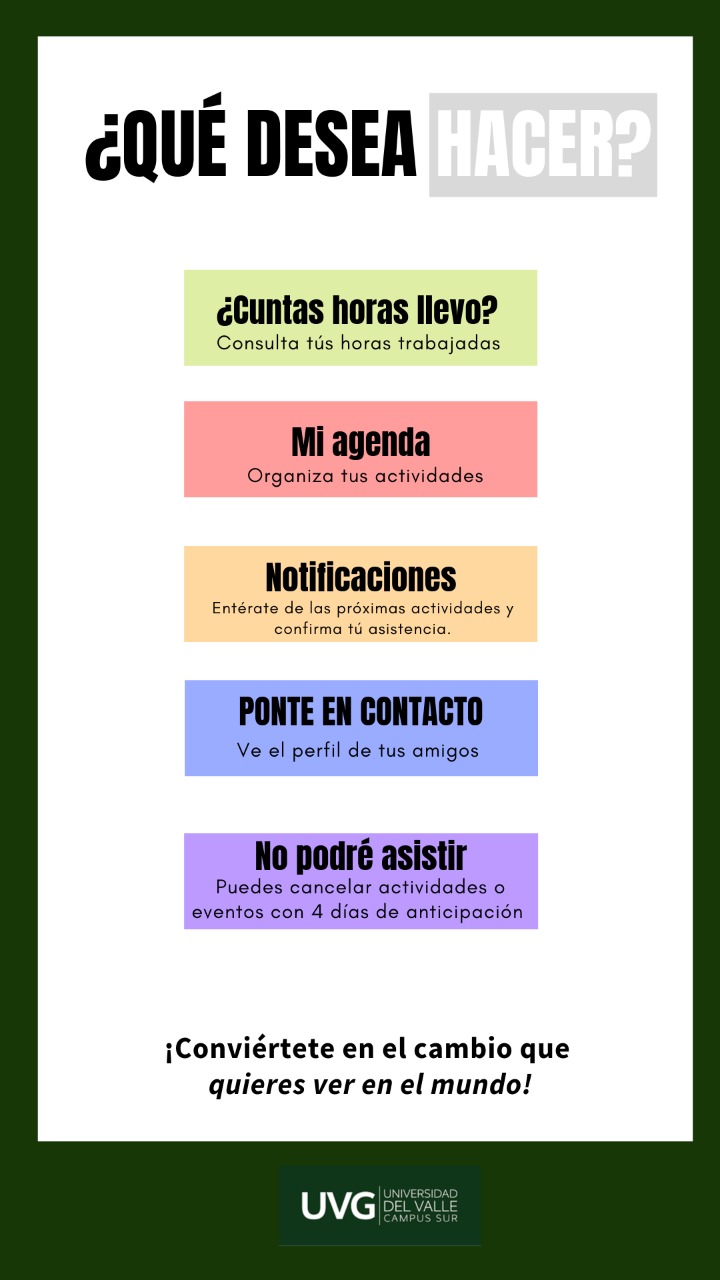 ¿QUÉ DESEA HACER?
¿Cuntas horas llevo?
Consulta tús horas trabajadas
Mi agenda
Organiza tus actividades
Notificaciones
Entérate de las próximas actividades y
confirma tú asistencia.
PONTE EN CONTACTO
Ve el perfil de tus amigos
No podré asistir
Puedes cancelar actividades o
eventos con 4 días de anticipación
¡Conviértete en el cambio que
quieres ver en el mundo!
UVG
UNIVERSIDAD
DEL VALLE
CAMPUS SUR